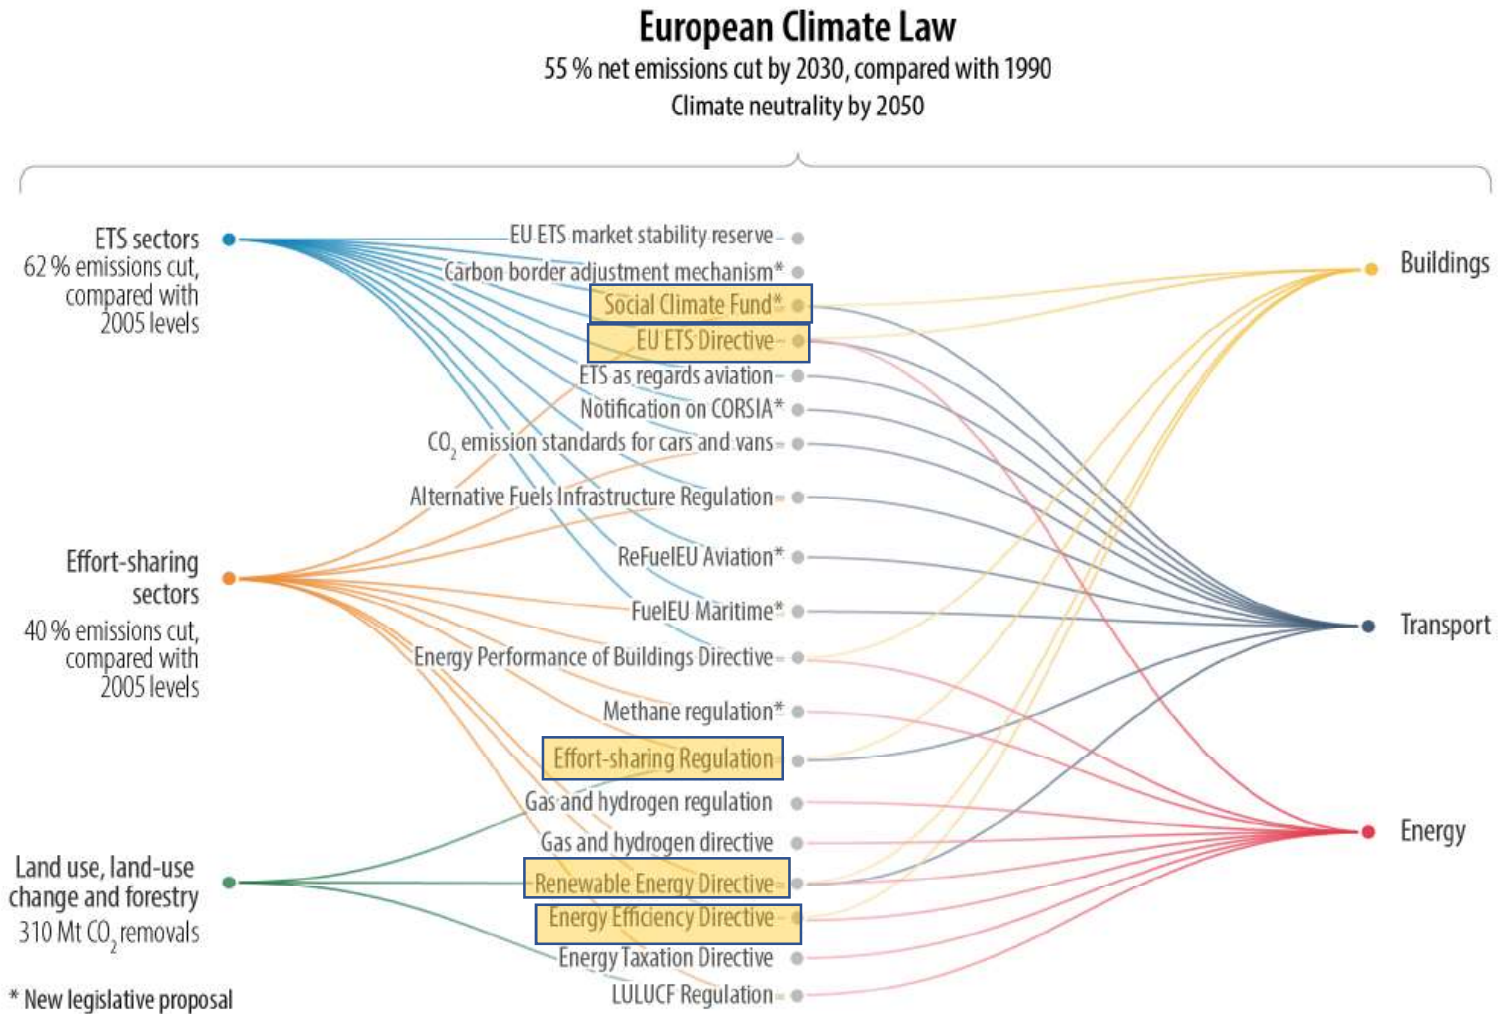 European Climate Law
55 % net emissions cut by 2030, compared with 1990
Climate neutrality by 2050
ETS sectors
62 % emissions cut,
compared with
2005 levels
Effort-sharing
sectors
40 % emissions cut,
compared with
2005 levels
Land use, land-use
change and forestry
310 Mt CO₂ removals
* New legislative proposal
EU ETS market stability reserve
Carbon border adjustment mechanism*
Social Climate Fund*
EU ETS Directive
ETS as regards aviation
Notification on CORSIA*
CO₂ emission standards for cars and vans
Alternative Fuels Infrastructure Regulation
ReFuelEU Aviation*
FuelEU Maritime*
Energy Performance of Buildings Directive
Methane regulation*
Effort-sharing Regulation
Gas and hydrogen regulation
Gas and hydrogen directive
Renewable Energy Directive
Energy Efficiency Directive
Energy Taxation Directive
LULUCF Regulation
Buildings
Transport
Energy